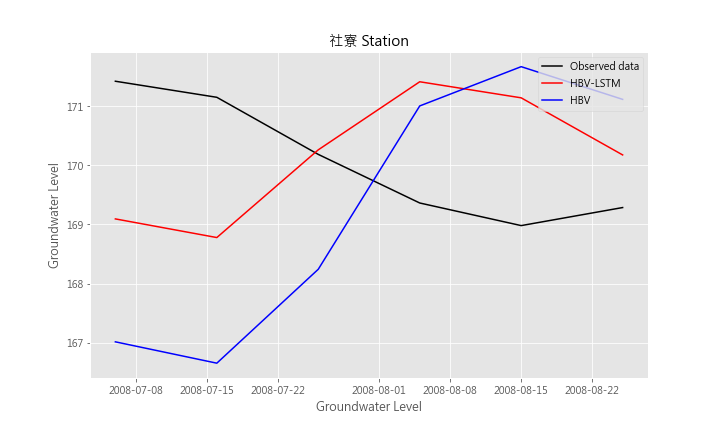 社寮 Station
Observed data
HBV-LSTM
HBV
171
170
169
168
167
Groundwater Level
2008-07-08 2008-07-15 2008-07-22 2008-08-01 2008-08-08 2008-08-15 2008-08-22
Groundwater Level